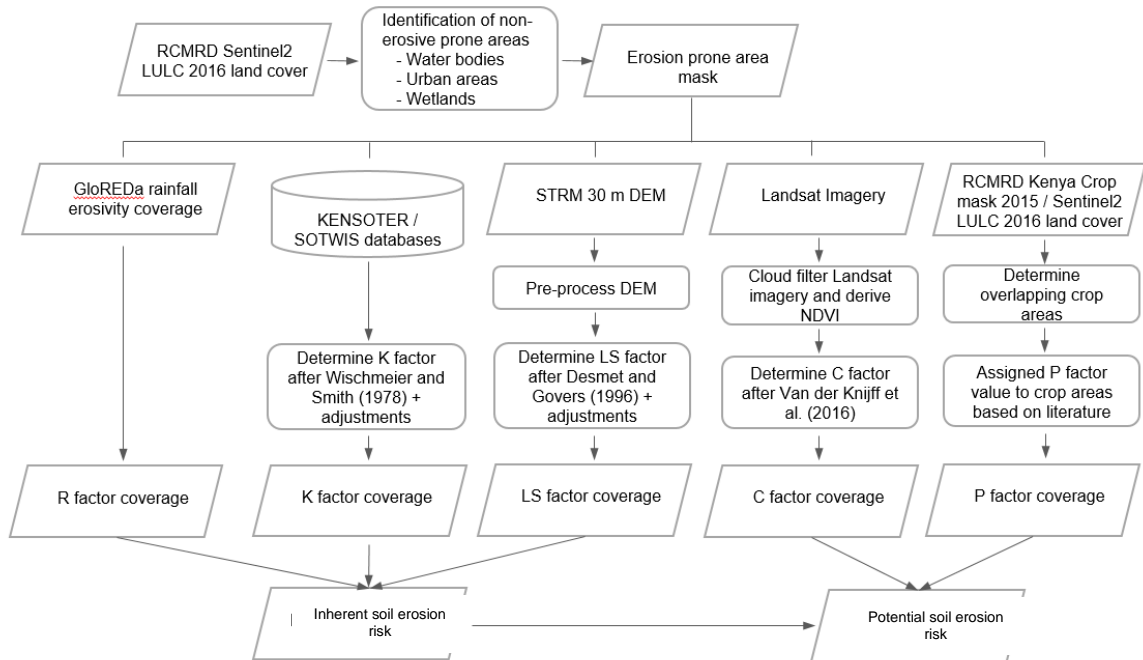 RCMRD Sentinel2
LULC 2016 land cover
Identification of non-
erosive prone areas
- Water bodies
- Urban areas
- Wetlands
Erosion prone area
mask
GloREDa rainfall
erosivity coverage
KENSOTER /
SOTWIS databases
STRM 30 m DEM
Landsat Imagery
RCMRD Kenya Crop
mask 2015 / Sentinel2
LULC 2016 land cover
Pre-process DEM
Cloud filter Landsat
imagery and derive
NDVI
Determine
overlapping crop
areas
Determine K factor
after Wischmeier and
Smith (1978) +
adjustments
Determine LS factor
after Desmet and
Govers (1996) +
adjustments
Determine C factor
after Van der Knijff et
al. (2016)
Assigned P factor
value to crop areas
based on literature
R factor coverage
K factor coverage
LS factor coverage
C factor coverage
P factor coverage
Inherent soil erosion
risk
Potential soil erosion
risk